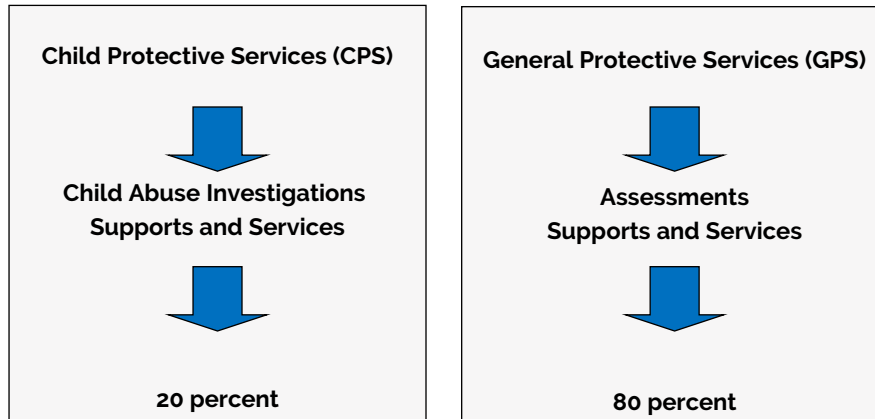 Child Protective Services (CPS)
Child Abuse Investigations
Supports and Services
20 percent
General Protective Services (GPS)
Assessments
Supports and Services
80 percent